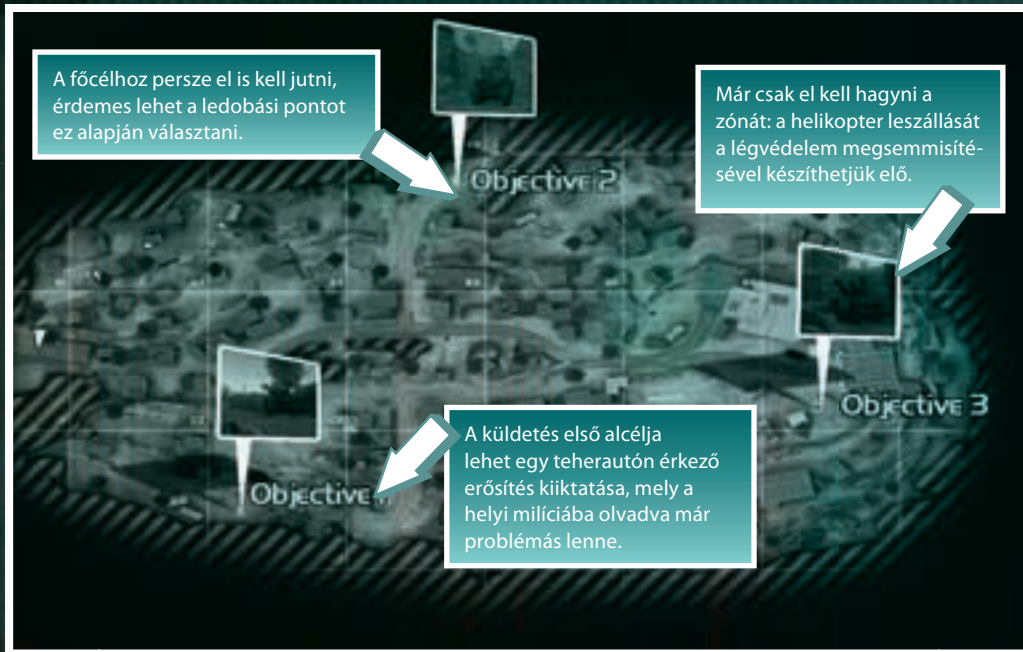 A főcélhoz persze el is kell jutni,
érdemes lehet a ledobási pontot
ez alapján választani.
Már csak el kell hagyni a
zónát: a helikopter leszállását
a légvédelem megsemmisíté-
sével készíthetjük elő.
Objective 2
Objective 3
A küldetés első alcélja
lehet egy teherautón érkező
erősítés kiiktatása, mely a
helyi milíciába olvadva már
problémás lenne.
Objective